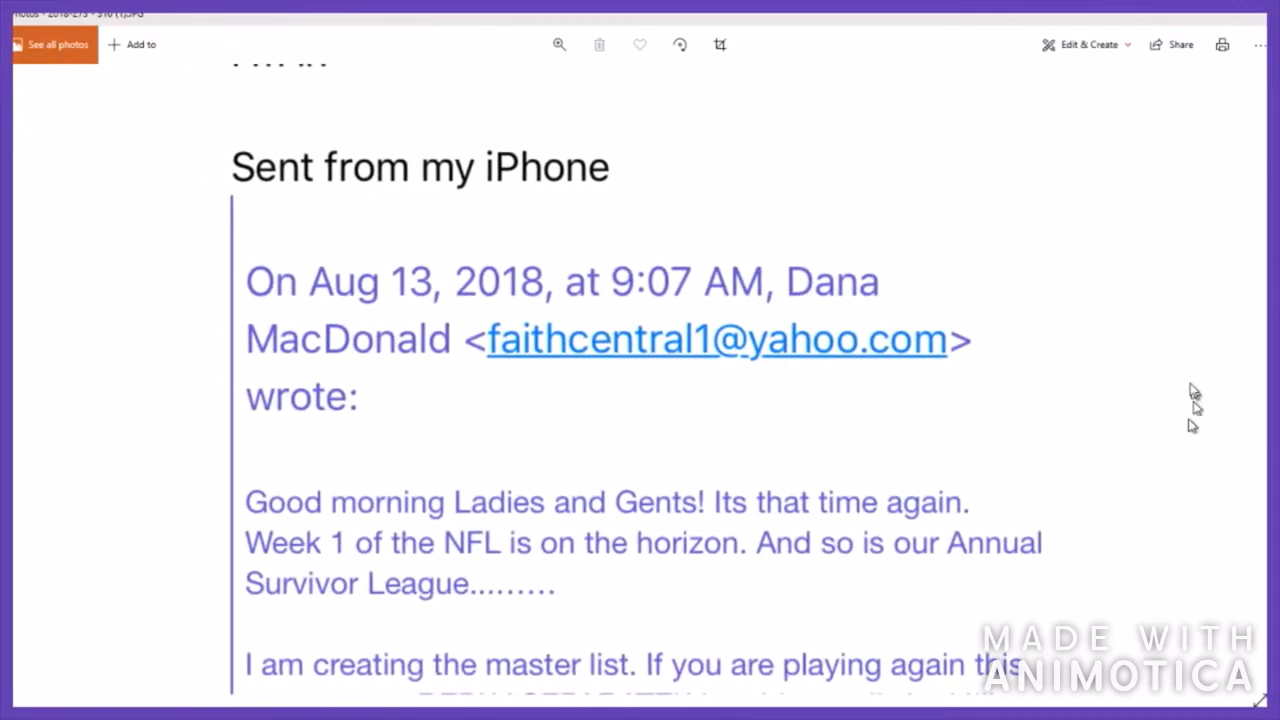 See all photos
Add to
Edit & Create
Share
Sent from my iPhone
On Aug 13, 2018, at 9:07 AM, Dana
MacDonald <faithcentral1@yahoo.com>
wrote:
Good morning Ladies and Gents! Its that time again.
Week 1 of the NFL is on the horizon. And so is our Annual
Survivor League.........
I am creating the master list. If you are playing again this
MADE WITH
ANIMOTICA